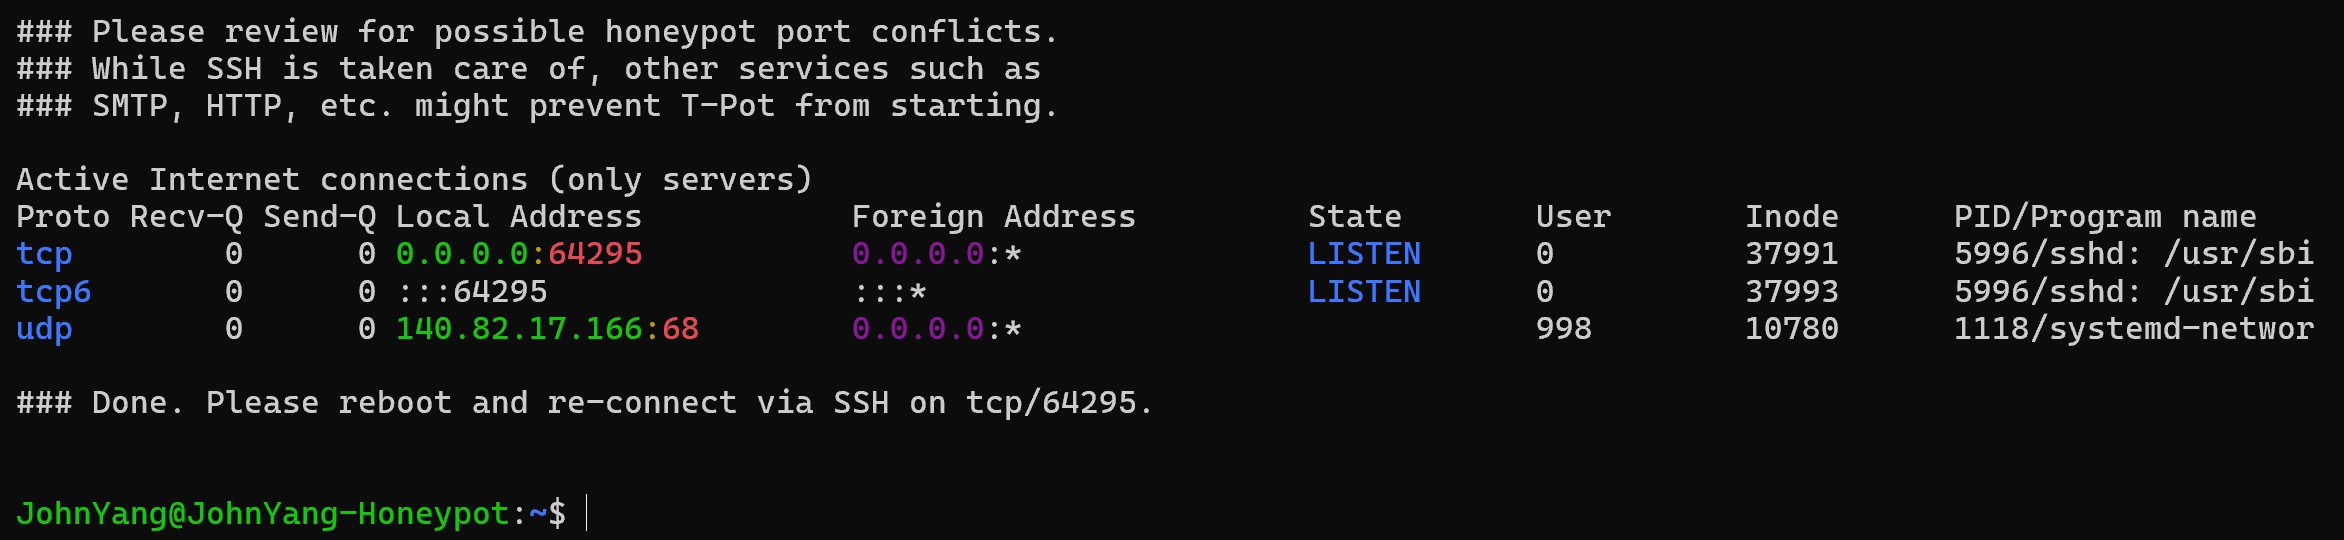 ### Please review for possible honeypot port conflicts.
### While SSH is taken care of, other services such as
### SMTP, HTTP, etc. might prevent T-Pot from starting.
Active Internet connections (only servers)
Proto Recv-Q Send-Q Local Address           Foreign Address         State       User       Inode      PID/Program name
tcp        0      0 0.0.0.0:64295           0.0.0.0:*               LISTEN      0          37991      5996/sshd: /usr/sbi
tcp6       0      0 :::64295                :::*                    LISTEN      0          37993      5996/sshd: /usr/sbi
udp        0      0 140.82.17.166:68        0.0.0.0:*                           998        10780      1118/systemd-networ
### Done. Please reboot and re-connect via SSH on tcp/64295.
JohnYang@JohnYang-Honeypot:~$